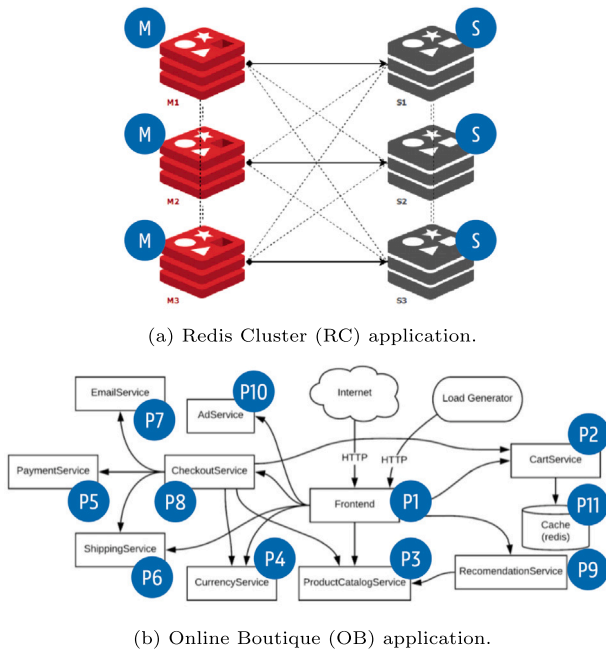 M
S
M1
S1
M
S
M2
S2
M
S
M3
S3
(a) Redis Cluster (RC) application.
EmailService
P7
AdService
P10
Internet
Load Generator
HTTP
HTTP
CartService
P2
PaymentService
P5
CheckoutService
P8
Frontend
P1
Cache
(redis)
P11
ShippingService
P6
CurrencyService
P4
ProductCatalogService
P3
RecomendationService
P9
(b) Online Boutique (OB) application.